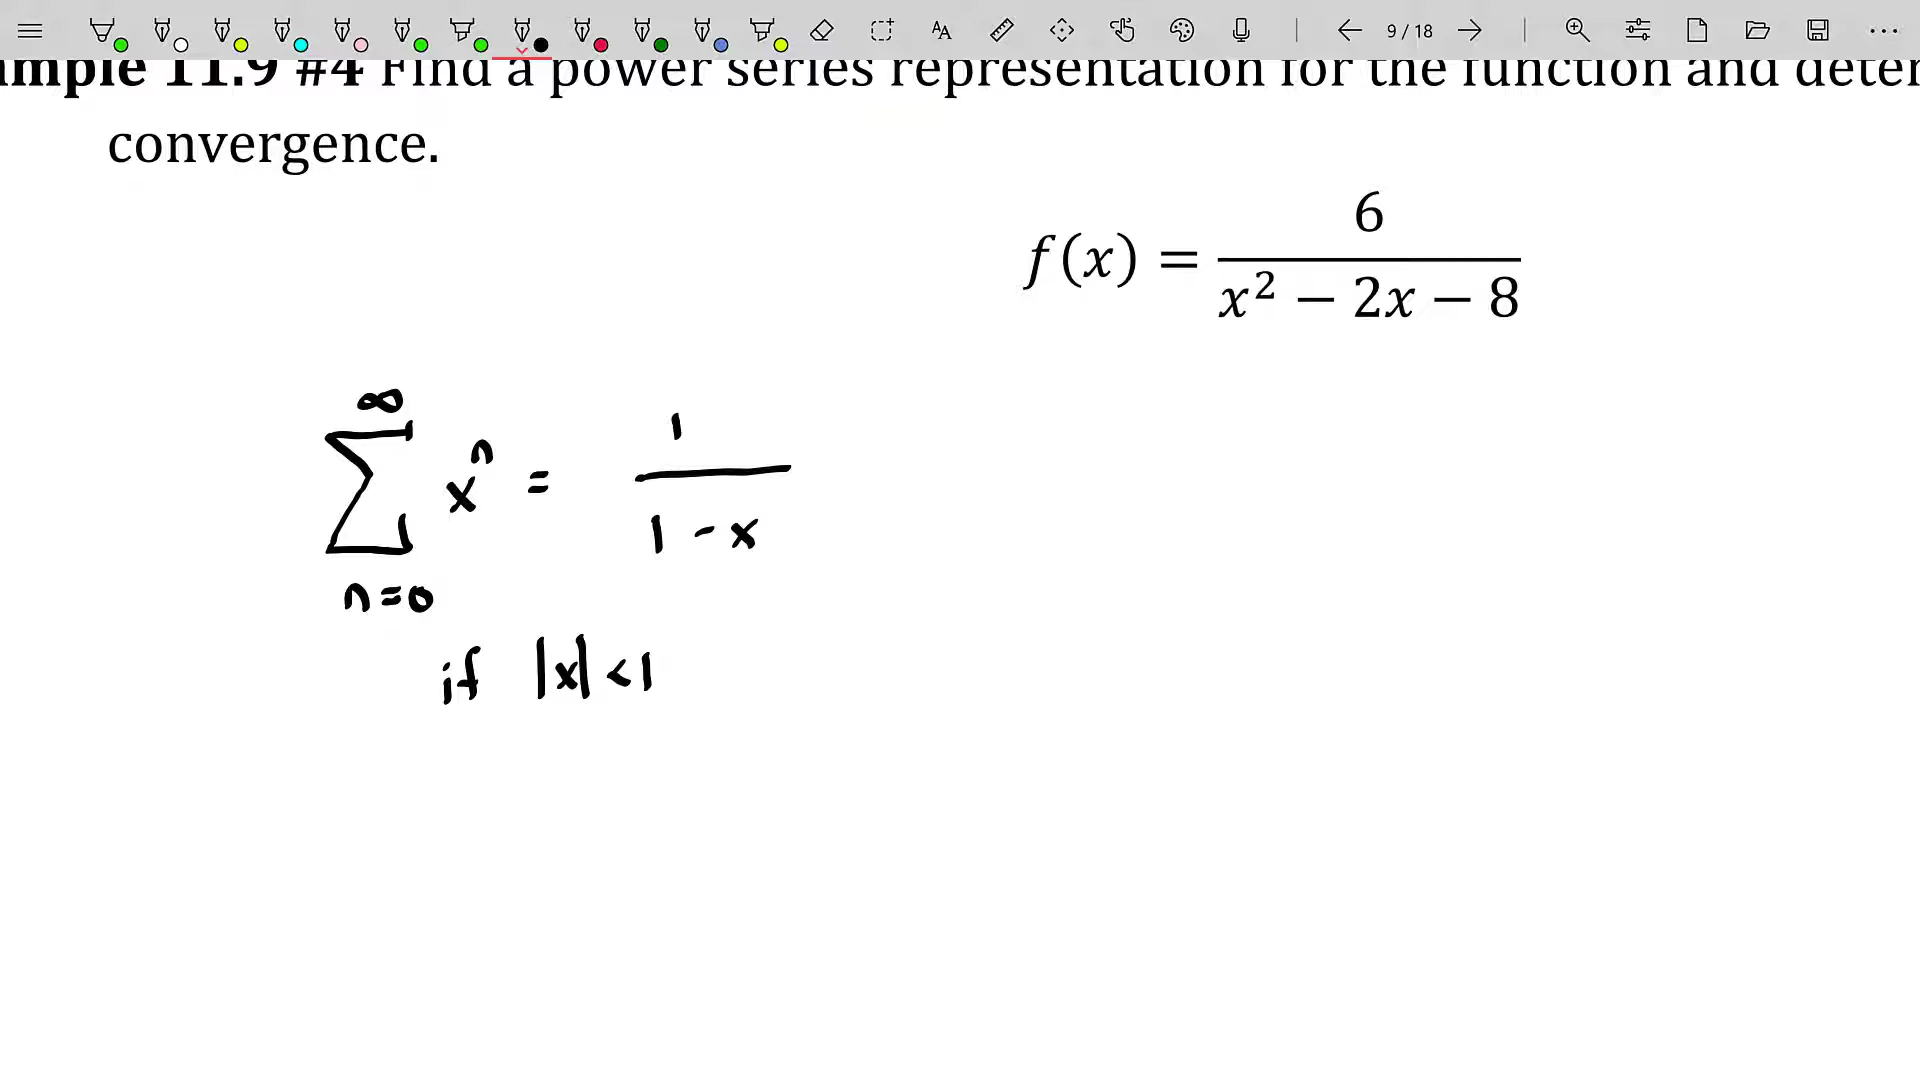 9 / 18
mple 11.9 #4 Find a power series representation for the function and deter
convergence.
f(x) = 6 / (x² − 2x − 8)
∞
∑ xⁿ = 1 / (1 - x)
n=0
if |x| < 1